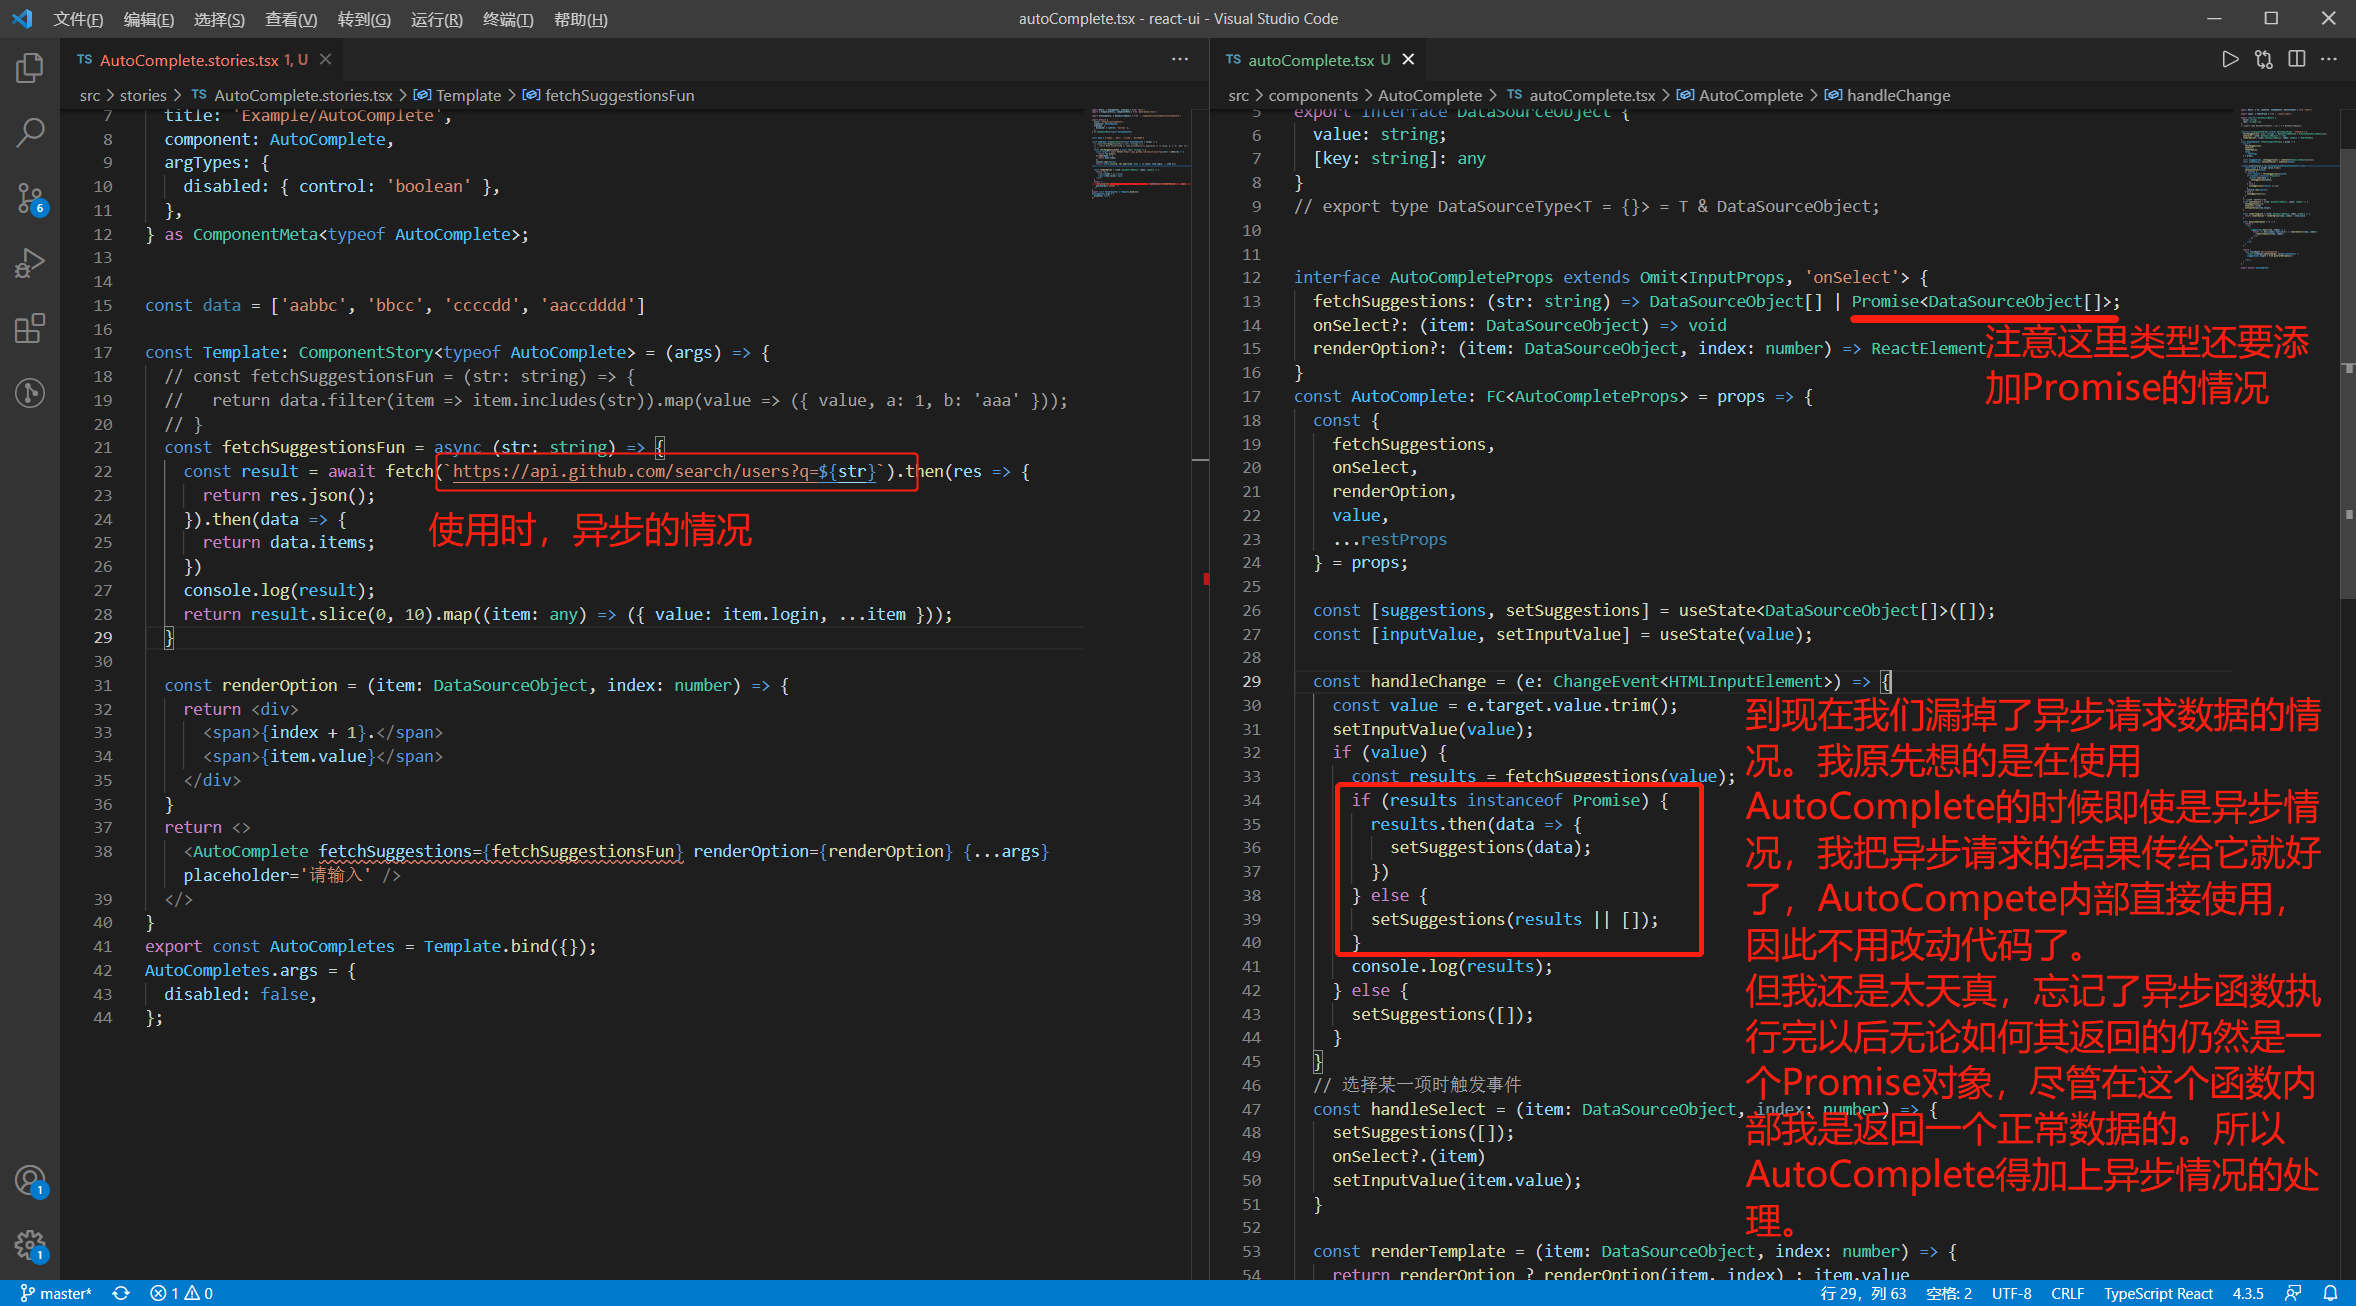 文件(F) 编辑(E) 选择(S) 查看(V) 转到(G) 运行(R) 终端(T) 帮助(H)
autoComplete.tsx - react-ui - Visual Studio Code
TS AutoComplete.stories.tsx 1, U
src > stories > TS AutoComplete.stories.tsx > Template > fetchSuggestionsFun
7 title: 'Example/AutoComplete',
8 component: AutoComplete,
9 argTypes: {
10 disabled: { control: 'boolean' },
11 },
12 } as ComponentMeta<typeof AutoComplete>;
13
14
15 const data = ['aabbc', 'bbcc', 'ccccdd', 'aaccdddd']
16
17 const Template: ComponentStory<typeof AutoComplete> = (args) => {
18 // const fetchSuggestionsFun = (str: string) => {
19 //   return data.filter(item => item.includes(str)).map(value => ({ value, a: 1, b: 'aaa' }));
20 // }
21 const fetchSuggestionsFun = async (str: string) => {
22 const result = await fetch(`https://api.github.com/search/users?q=${str}`).then(res => {
23 return res.json();
24 }).then(data => {
25 return data.items;
26 })
27 console.log(result);
28 return result.slice(0, 10).map((item: any) => ({ value: item.login, ...item }));
29 }
30
31 const renderOption = (item: DataSourceObject, index: number) => {
32 return <div>
33 <span>{index + 1}.</span>
34 <span>{item.value}</span>
35 </div>
36 }
37 return <>
38 <AutoComplete fetchSuggestions={fetchSuggestionsFun} renderOption={renderOption} {...args}
placeholder='请输入' />
39 </>
40 }
41 export const AutoCompletes = Template.bind({});
42 AutoCompletes.args = {
43 disabled: false,
44 };
使用时，异步的情况
TS autoComplete.tsx U
src > components > AutoComplete > TS autoComplete.tsx > AutoComplete > handleChange
5 export interface DataSourceObject {
6 value: string;
7 [key: string]: any
8 }
9 // export type DataSourceType<T = {}> = T & DataSourceObject;
10
11
12 interface AutoCompleteProps extends Omit<InputProps, 'onSelect'> {
13 fetchSuggestions: (str: string) => DataSourceObject[] | Promise<DataSourceObject[]>;
14 onSelect?: (item: DataSourceObject) => void
15 renderOption?: (item: DataSourceObject, index: number) => ReactElement
16 }
17 const AutoComplete: FC<AutoCompleteProps> = props => {
18 const {
19 fetchSuggestions,
20 onSelect,
21 renderOption,
22 value,
23 ...restProps
24 } = props;
25
26 const [suggestions, setSuggestions] = useState<DataSourceObject[]>([]);
27 const [inputValue, setInputValue] = useState(value);
28
29 const handleChange = (e: ChangeEvent<HTMLInputElement>) => {
30 const value = e.target.value.trim();
31 setInputValue(value);
32 if (value) {
33 const results = fetchSuggestions(value);
34 if (results instanceof Promise) {
35 results.then(data => {
36 setSuggestions(data);
37 })
38 } else {
39 setSuggestions(results || []);
40 }
41 console.log(results);
42 } else {
43 setSuggestions([]);
44 }
45 }
46 // 选择某一项时触发事件
47 const handleSelect = (item: DataSourceObject, index: number) => {
48 setSuggestions([]);
49 onSelect?.(item)
50 setInputValue(item.value);
51 }
52
53 const renderTemplate = (item: DataSourceObject, index: number) => {
54 return renderOption ? renderOption(item, index) : item.value
注意这里类型还要添
加Promise的情况
到现在我们漏掉了异步请求数据的情
况。我原先想的是在使用
AutoComplete的时候即使是异步情
况，我把异步请求的结果传给它就好
了，AutoCompete内部直接使用，
因此不用改动代码了。
但我还是太天真，忘记了异步函数执
行完以后无论如何其返回的仍然是一
个Promise对象，尽管在这个函数内
部我是返回一个正常数据的。所以
AutoComplete得加上异步情况的处
理。
6
1
1
master* 1 0
行 29，列 63 空格: 2 UTF-8 CRLF TypeScript React 4.3.5